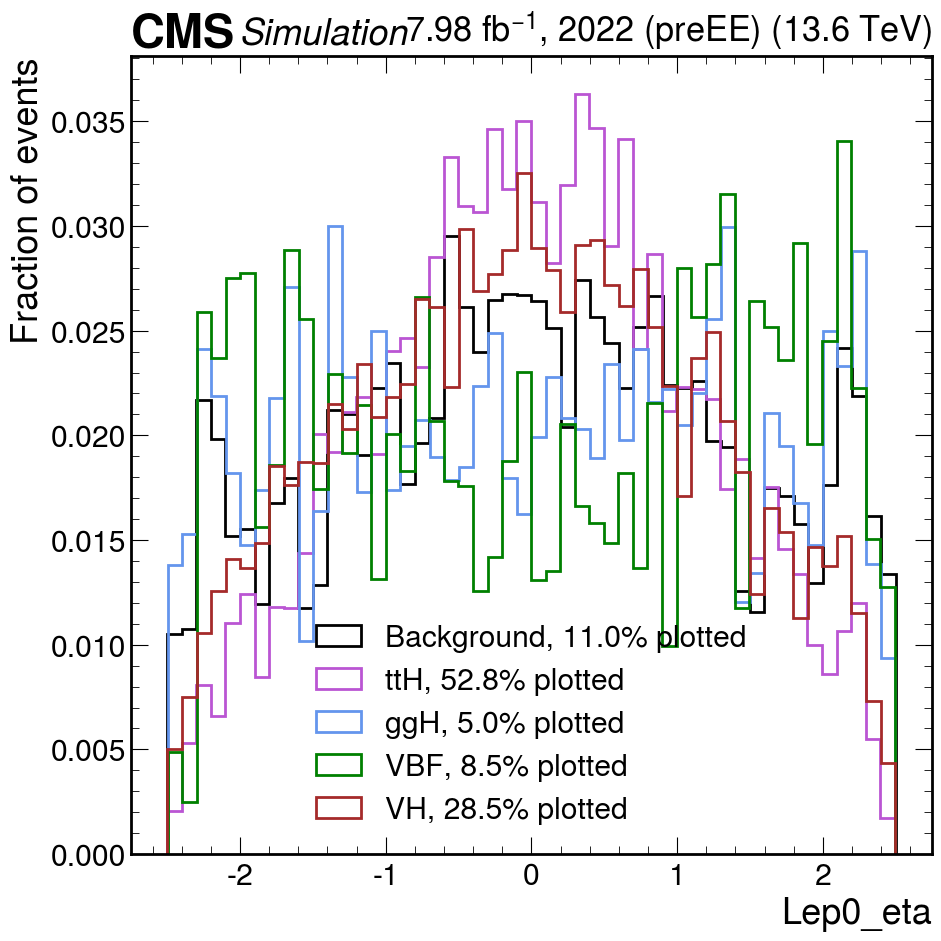 CMS Simulation 7.98 fb⁻¹, 2022 (preEE) (13.6 TeV)
Fraction of events
0.035
0.030
0.025
0.020
0.015
0.010
0.005
0.000
Background, 11.0% plotted
ttH, 52.8% plotted
ggH, 5.0% plotted
VBF, 8.5% plotted
VH, 28.5% plotted
-2 -1 0 1 2
Lep0_eta